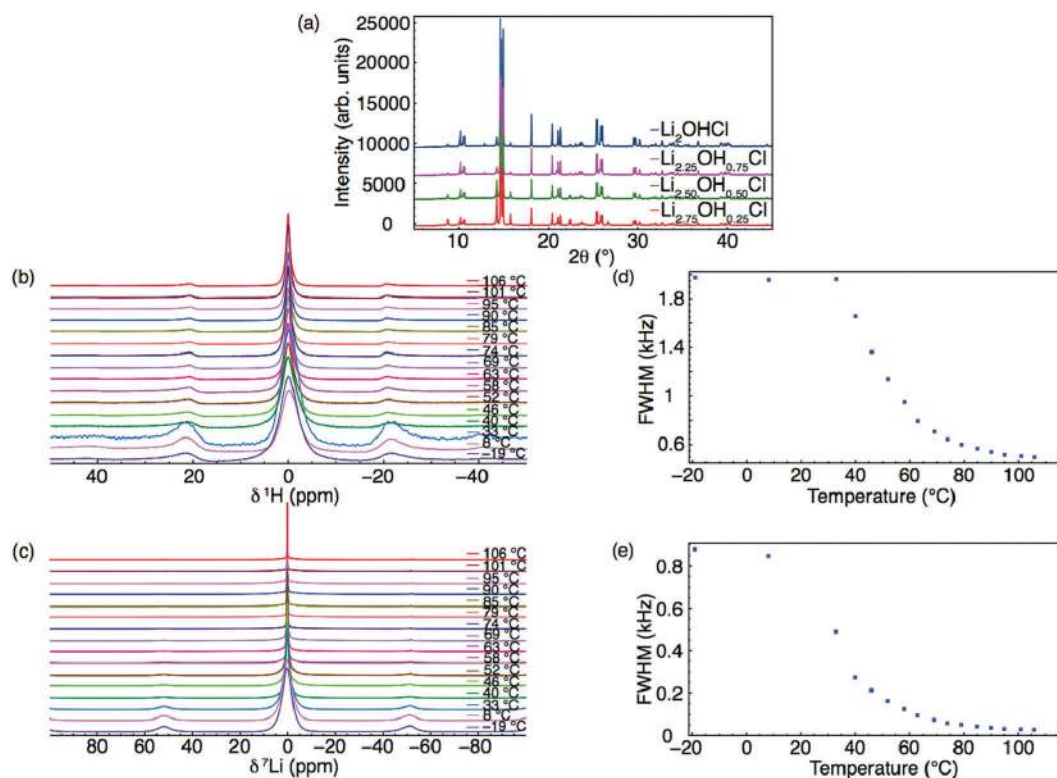 (a)
Intensity (arb. units)
25000
20000
15000
10000
5000
0
–Li₂OHCl
–Li₂.₂₅OH₀.₇₅Cl
–Li₂.₅₀OH₀.₅₀Cl
–Li₂.₇₅OH₀.₂₅Cl
10 20 30 40
2θ (°)
(b)
106 °C
101 °C
95 °C
90 °C
85 °C
79 °C
74 °C
69 °C
63 °C
58 °C
52 °C
46 °C
40 °C
33 °C
8 °C
–19 °C
40 20 0 –20 –40
δ ¹H (ppm)
(d)
FWHM (kHz)
1.8
1.4
1
0.6
–20 0 20 40 60 80 100
Temperature (°C)
(c)
106 °C
101 °C
95 °C
90 °C
85 °C
79 °C
74 °C
69 °C
63 °C
58 °C
52 °C
46 °C
40 °C
33 °C
8 °C
–19 °C
80 60 40 20 0 –20 –40 –60 –80
δ ⁷Li (ppm)
(e)
FWHM (kHz)
0.8
0.6
0.4
0.2
0
–20 0 20 40 60 80 100
Temperature (°C)